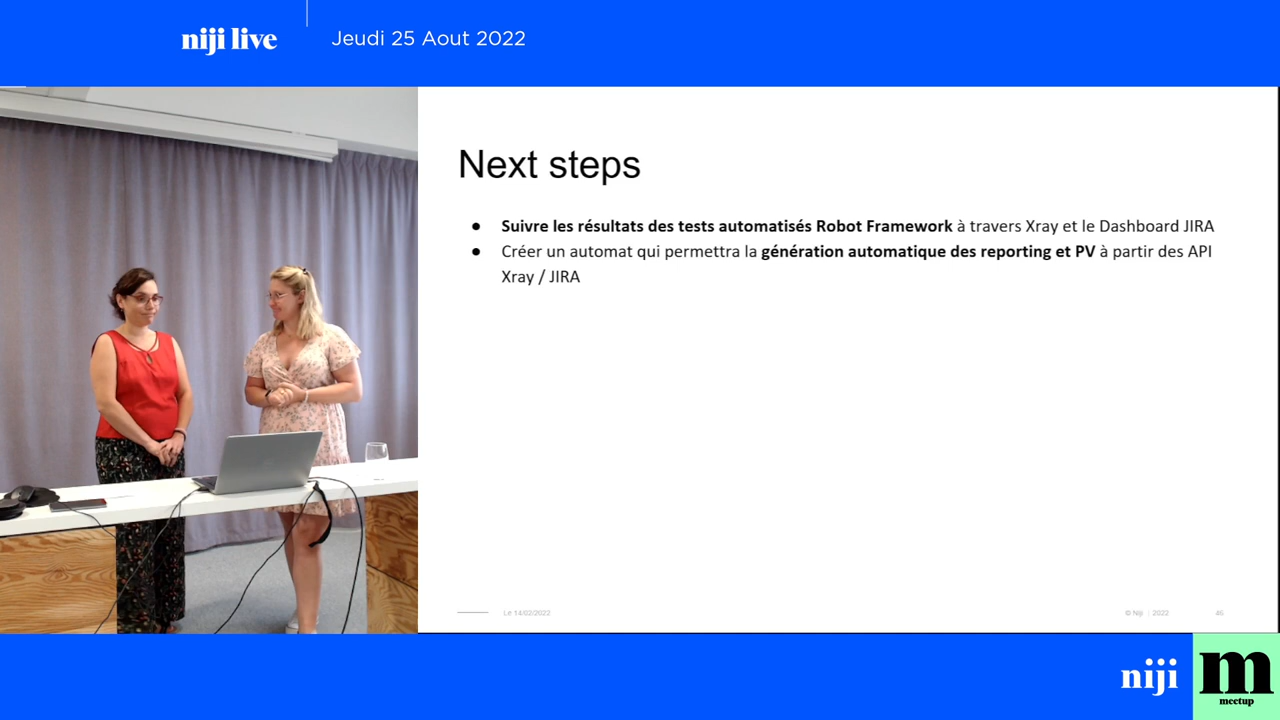 niji live
Jeudi 25 Aout 2022
Next steps
● Suivre les résultats des tests automatisés Robot Framework à travers Xray et le Dashboard JIRA
● Créer un automat qui permettra la génération automatique des reporting et PV à partir des API
Xray / JIRA
Le 14/02/2022
© Niji | 2022
46
niji
m
meetup